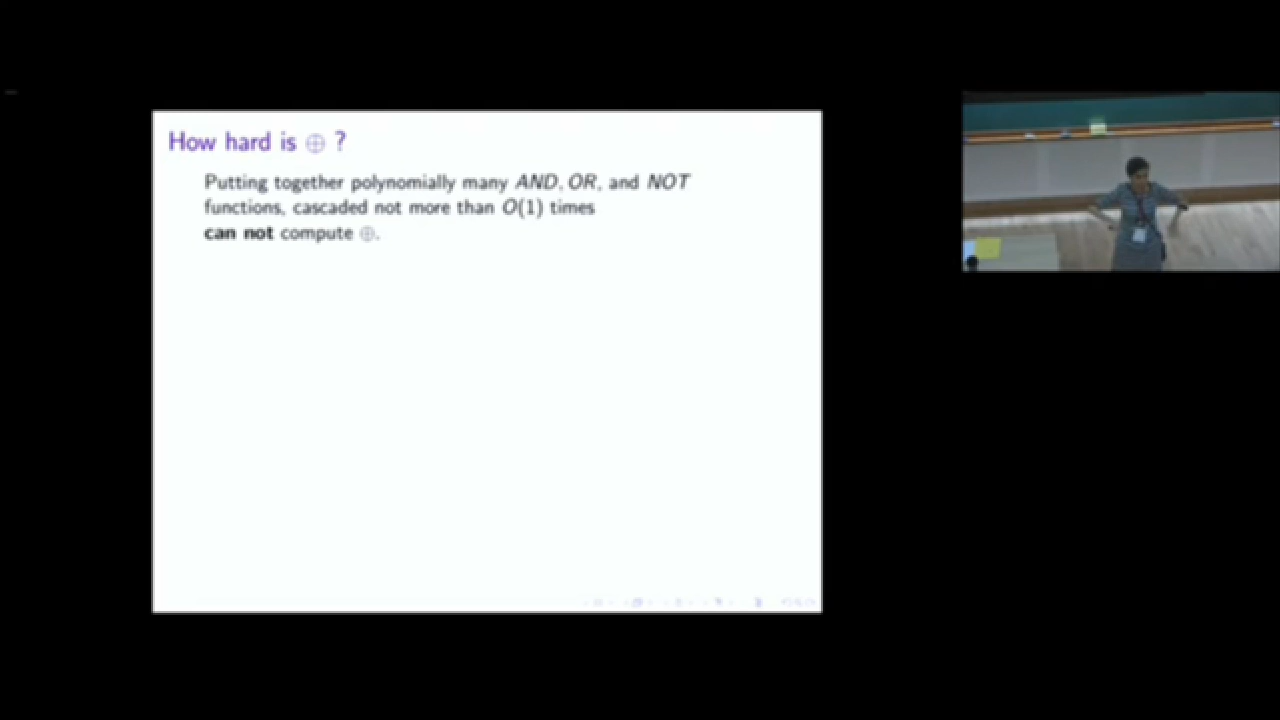 How hard is ⊕ ?
Putting together polynomially many AND, OR, and NOT
functions, cascaded not more than O(1) times
can not compute ⊕.